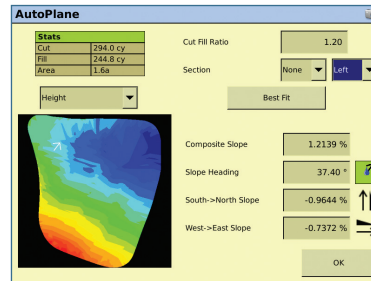 AutoPlane
Stats
Cut 294.0 cy
Fill 244.8 cy
Area 1.6a
Cut Fill Ratio 1.20
Section None Left
Height
Best Fit
Composite Slope 1.2139 %
Slope Heading 37.40 °
South->North Slope -0.9644 %
West->East Slope -0.7372 %
OK